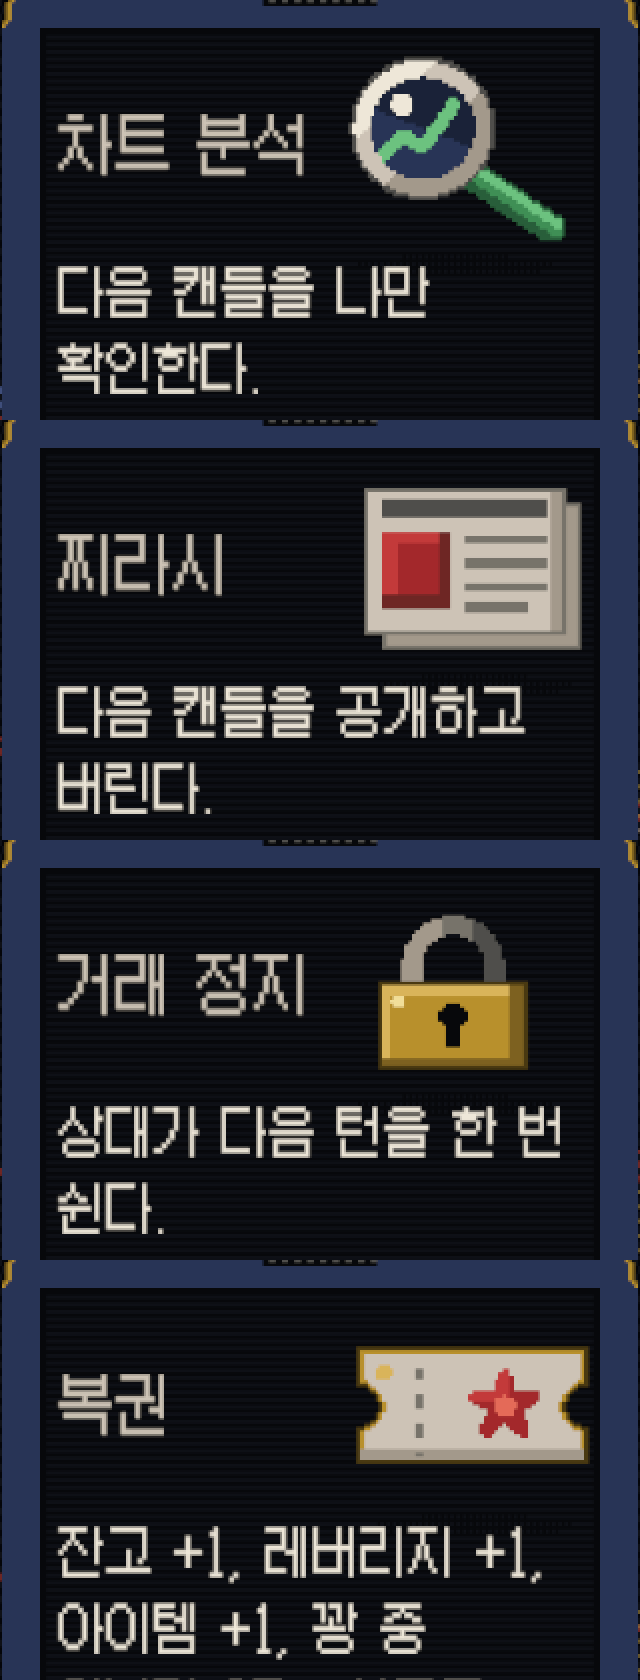 차트 분석
다음 캔들을 나만
확인한다.
찌라시
다음 캔들을 공개하고
버린다.
거래 정지
상대가 다음 턴을 한 번
쉰다.
복권
잔고 +1, 레버리지 +1,
아이템 +1, 꽝 중